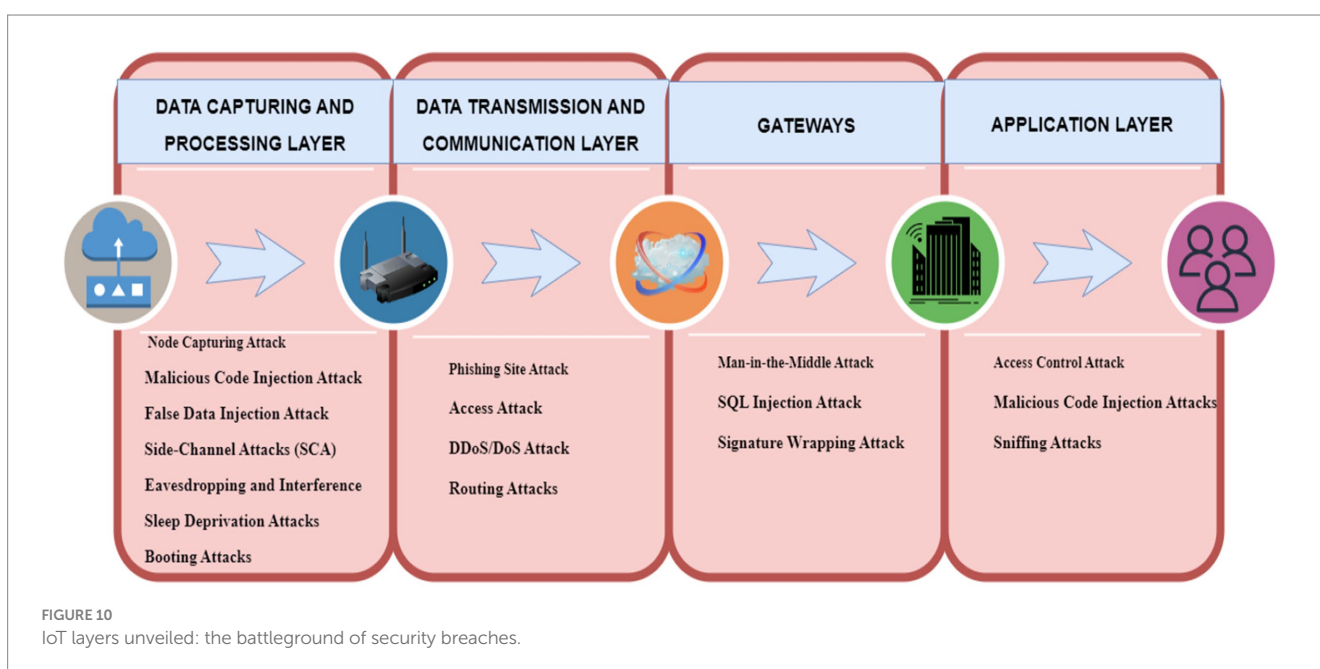 DATA CAPTURING AND
PROCESSING LAYER
Node Capturing Attack
Malicious Code Injection Attack
False Data Injection Attack
Side-Channel Attacks (SCA)
Eavesdropping and Interference
Sleep Deprivation Attacks
Booting Attacks
DATA TRANSMISSION AND
COMMUNICATION LAYER
Phishing Site Attack
Access Attack
DDoS/DoS Attack
Routing Attacks
GATEWAYS
Man-in-the-Middle Attack
SQL Injection Attack
Signature Wrapping Attack
APPLICATION LAYER
Access Control Attack
Malicious Code Injection Attacks
Sniffing Attacks
FIGURE 10
IoT layers unveiled: the battleground of security breaches.